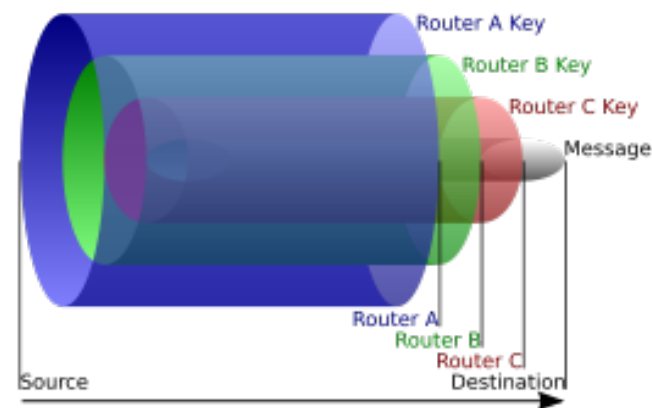 Router A Key
Router B Key
Router C Key
Message
Router A
Router B
Router C
Source
Destination